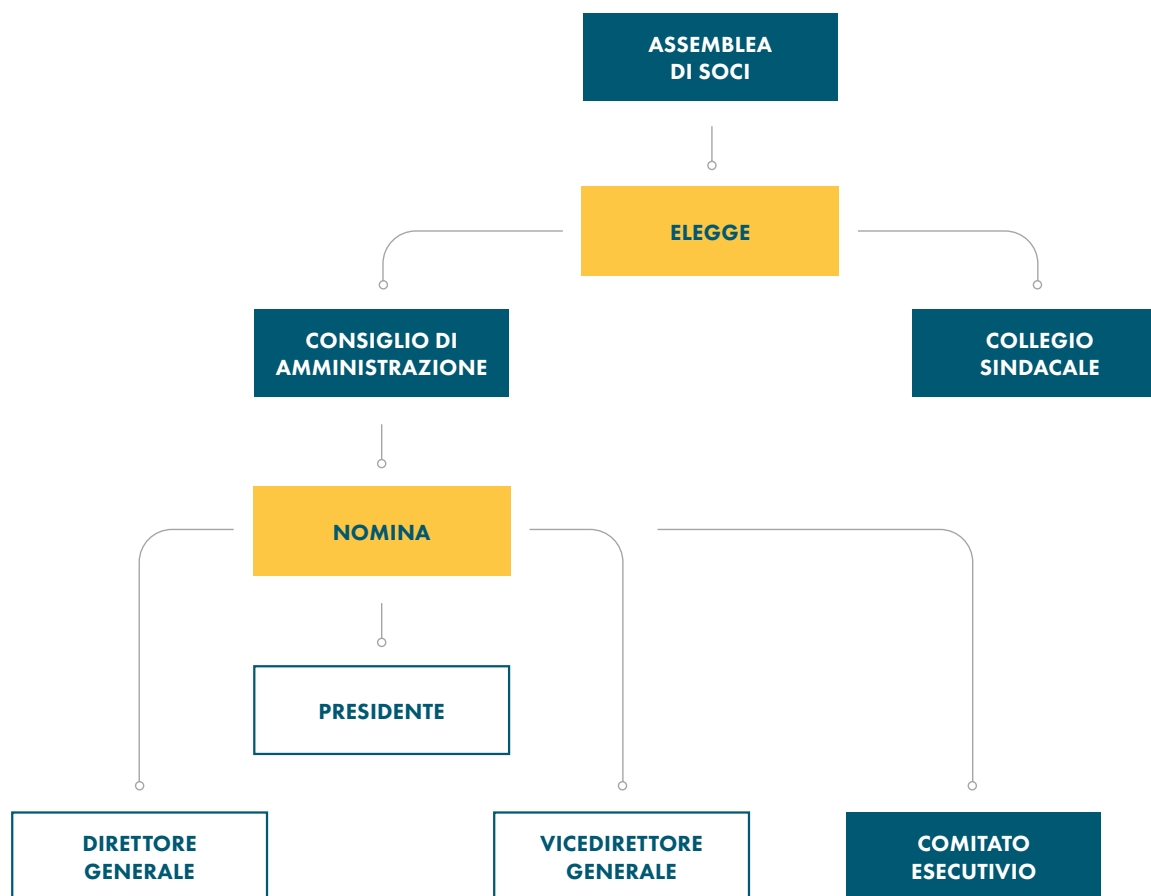 ASSEMBLEA
DI SOCI
ELEGGE
CONSIGLIO DI
AMMINISTRAZIONE
COLLEGIO
SINDACALE
NOMINA
PRESIDENTE
DIRETTORE
GENERALE
VICEDIRETTORE
GENERALE
COMITATO
ESECUTIVIO